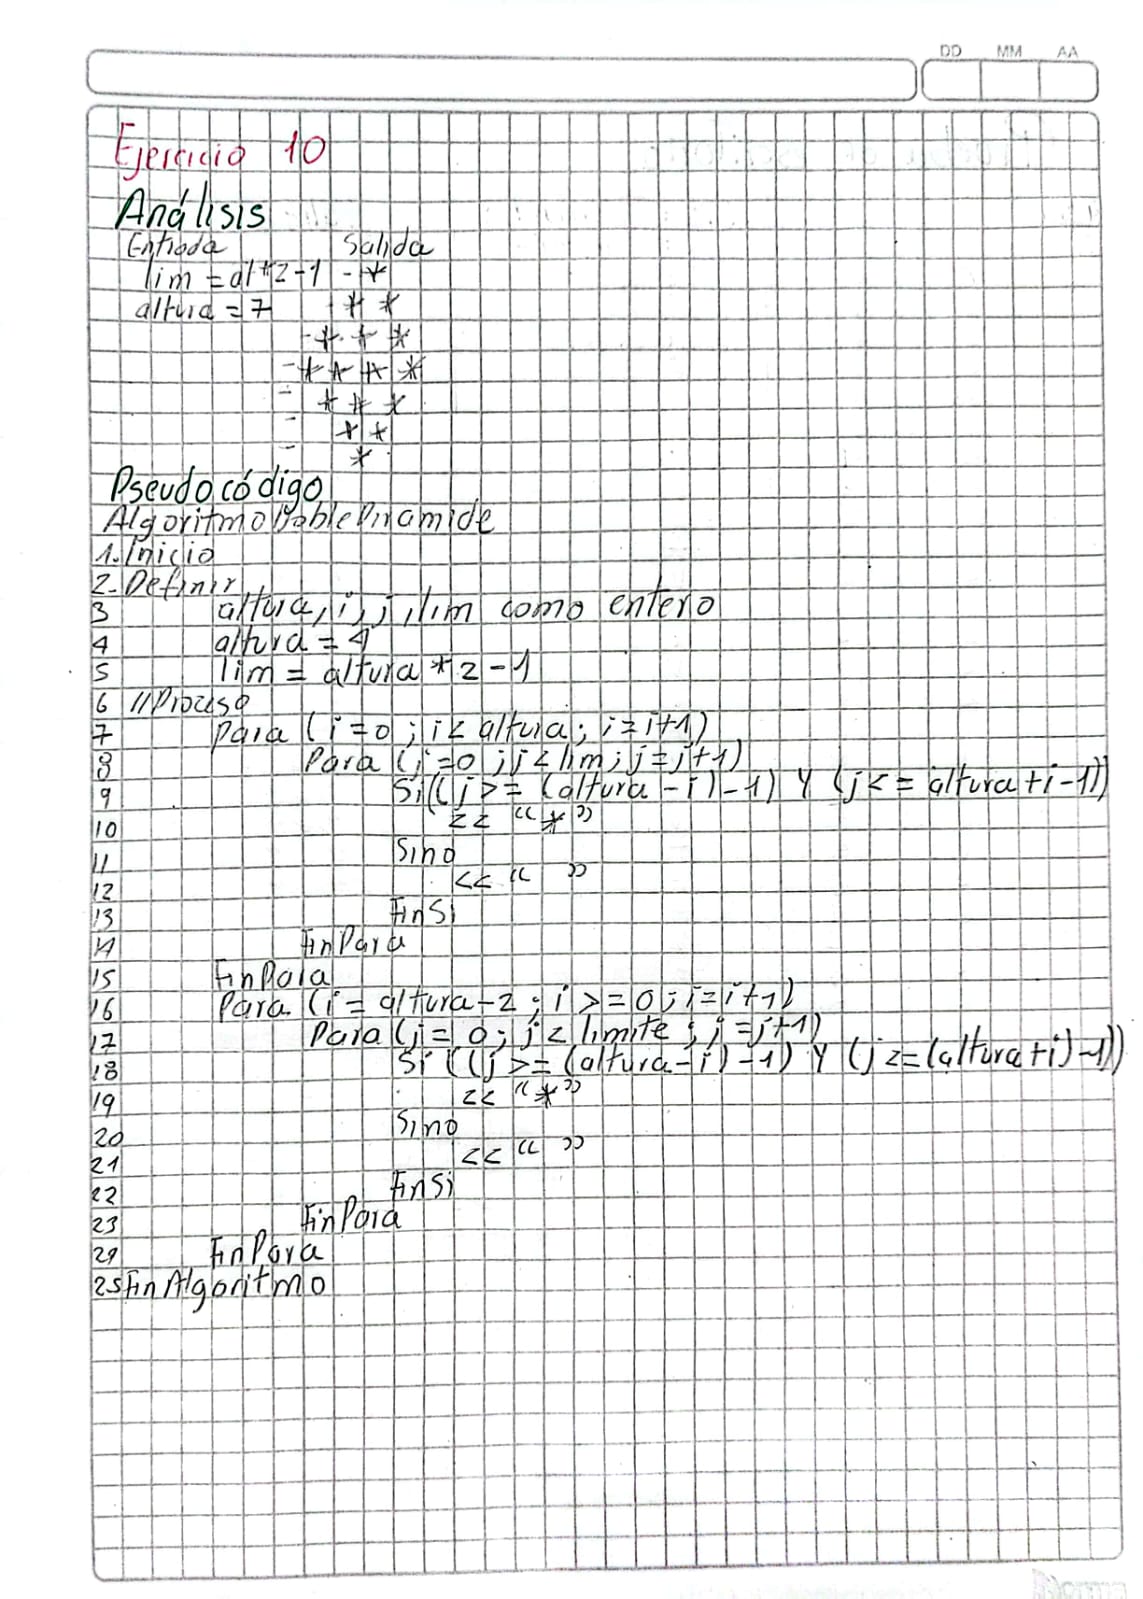 DD MM AA
Ejercicio 10
Análisis
Entrada Salida
lim = al*2-1 - *
altura = 7 - * *
- * * *
- * * * *
- * * *
- * *
- *
Pseudocódigo
Algoritmo DoblePiramide
1. Inicio
2. Definir
3 altura, i, j, lim como entero
4 altura = 4
5 lim = altura * 2 - 1
6 //Proceso
7 Para (i=0; i< altura; i=i+1)
8 Para (j=0; j<lim; j=j+1)
9 Si((j>= (altura-i)-1) Y (j<= altura+i-1))
10 << "*"
11 Sino
12 << " "
13 FinSi
14 FinPara
15 FinPara
16 Para (i= altura-2; i>=0; i=i+1)
17 Para (j= 0; j< limite; j=j+1)
18 Si ((j>= (altura-i)-1) Y (j<=(altura+i)-1))
19 << "*"
20 Sino
21 << " "
22 FinSi
23 FinPara
24 FinPara
25 FinAlgoritmo